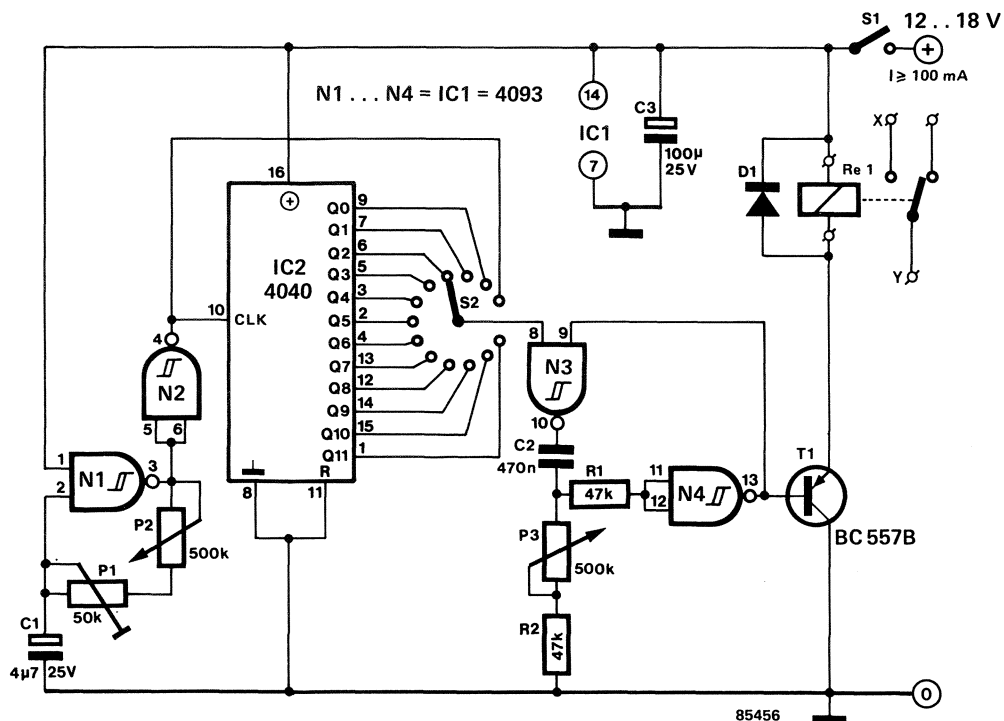 S1
12 . . 18 V
+
I ≥ 100 mA
N1 . . . N4 = IC1 = 4093
14
IC1
7
C3
100µ
25V
X
D1
Re 1
Y
16
+
IC2
4040
10
CLK
Q0
9
Q1
7
Q2
6
Q3
5
Q4
3
Q5
2
Q6
4
Q7
13
Q8
12
Q9
14
Q10
15
Q11
1
R
8
11
S2
4
N2
5
6
1
2
N1
3
P2
500k
P1
50k
C1
4µ7
25V
8
9
N3
10
C2
470n
R1
47k
11
12
N4
13
T1
BC 557B
P3
500k
R2
47k
0
85456